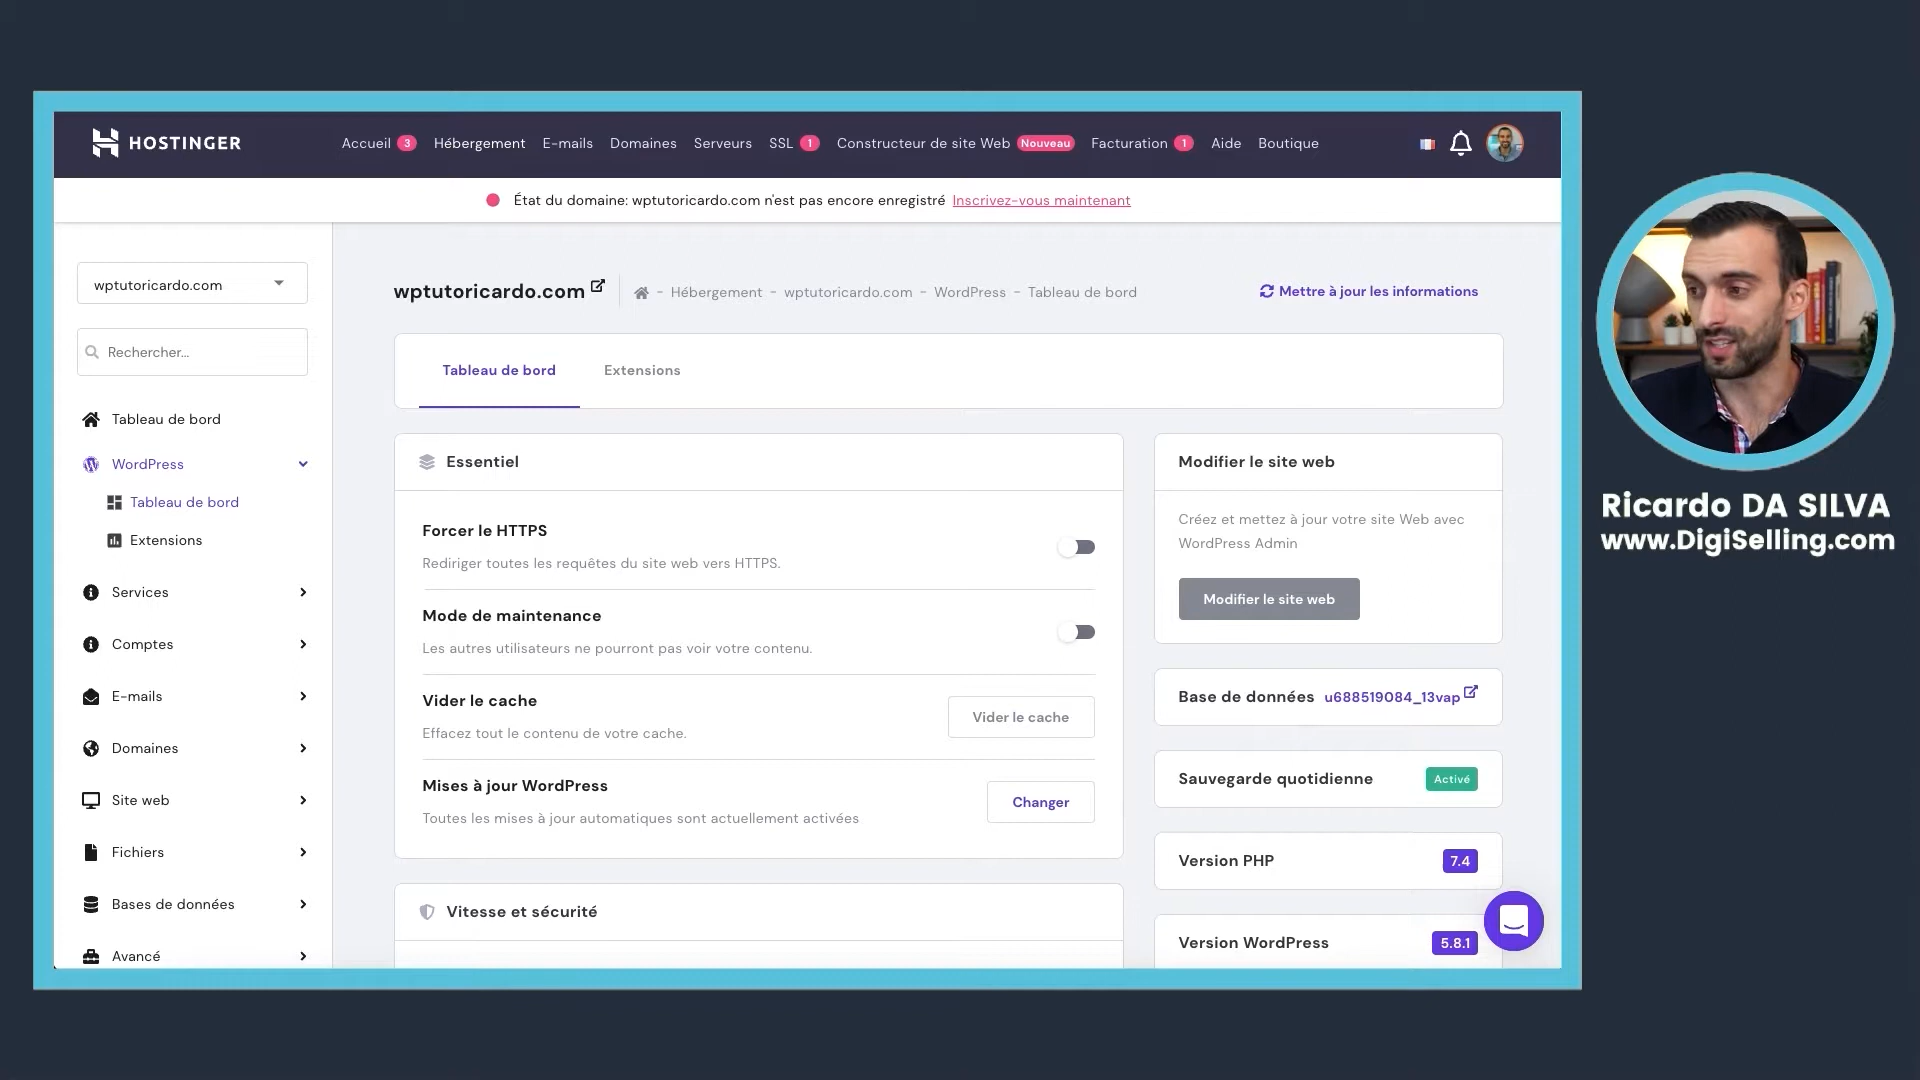 HOSTINGER
Accueil 3 Hébergement E-mails Domaines Serveurs SSL 1 Constructeur de site Web Nouveau Facturation 1 Aide Boutique
État du domaine: wptutoricardo.com n'est pas encore enregistré Inscrivez-vous maintenant
wptutoricardo.com
Rechercher...
Tableau de bord
WordPress
Tableau de bord
Extensions
Services
Comptes
E-mails
Domaines
Site web
Fichiers
Bases de données
Avancé
wptutoricardo.com - Hébergement - wptutoricardo.com - WordPress - Tableau de bord
Mettre à jour les informations
Tableau de bord Extensions
Essentiel
Forcer le HTTPS
Rediriger toutes les requêtes du site web vers HTTPS.
Mode de maintenance
Les autres utilisateurs ne pourront pas voir votre contenu.
Vider le cache
Effacez tout le contenu de votre cache.
Vider le cache
Mises à jour WordPress
Toutes les mises à jour automatiques sont actuellement activées
Changer
Vitesse et sécurité
Modifier le site web
Créez et mettez à jour votre site Web avec
WordPress Admin
Modifier le site web
Base de données u688519084_13vap
Sauvegarde quotidienne Activé
Version PHP 7.4
Version WordPress 5.8.1
Ricardo DA SILVA
www.DigiSelling.com